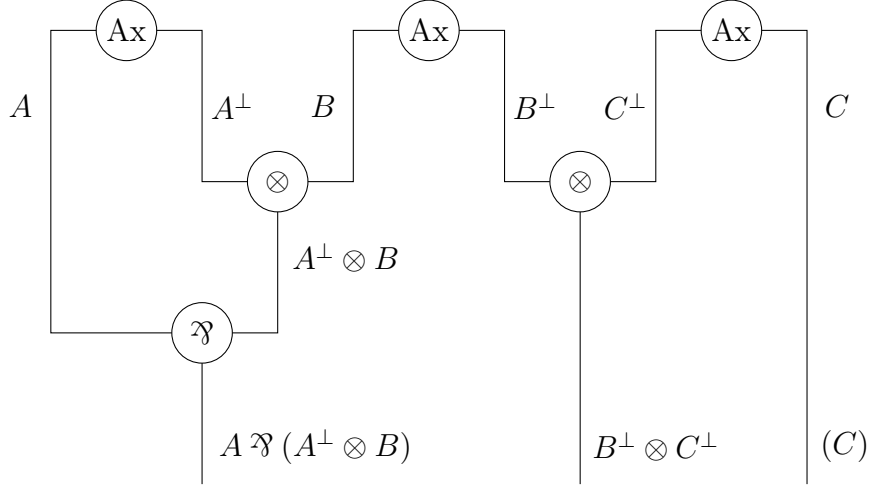 Ax Ax Ax
A A⊥ B B⊥ C⊥ C
⊗ ⊗
A⊥ ⊗ B
⅋
A ⅋ (A⊥ ⊗ B) B⊥ ⊗ C⊥ (C)